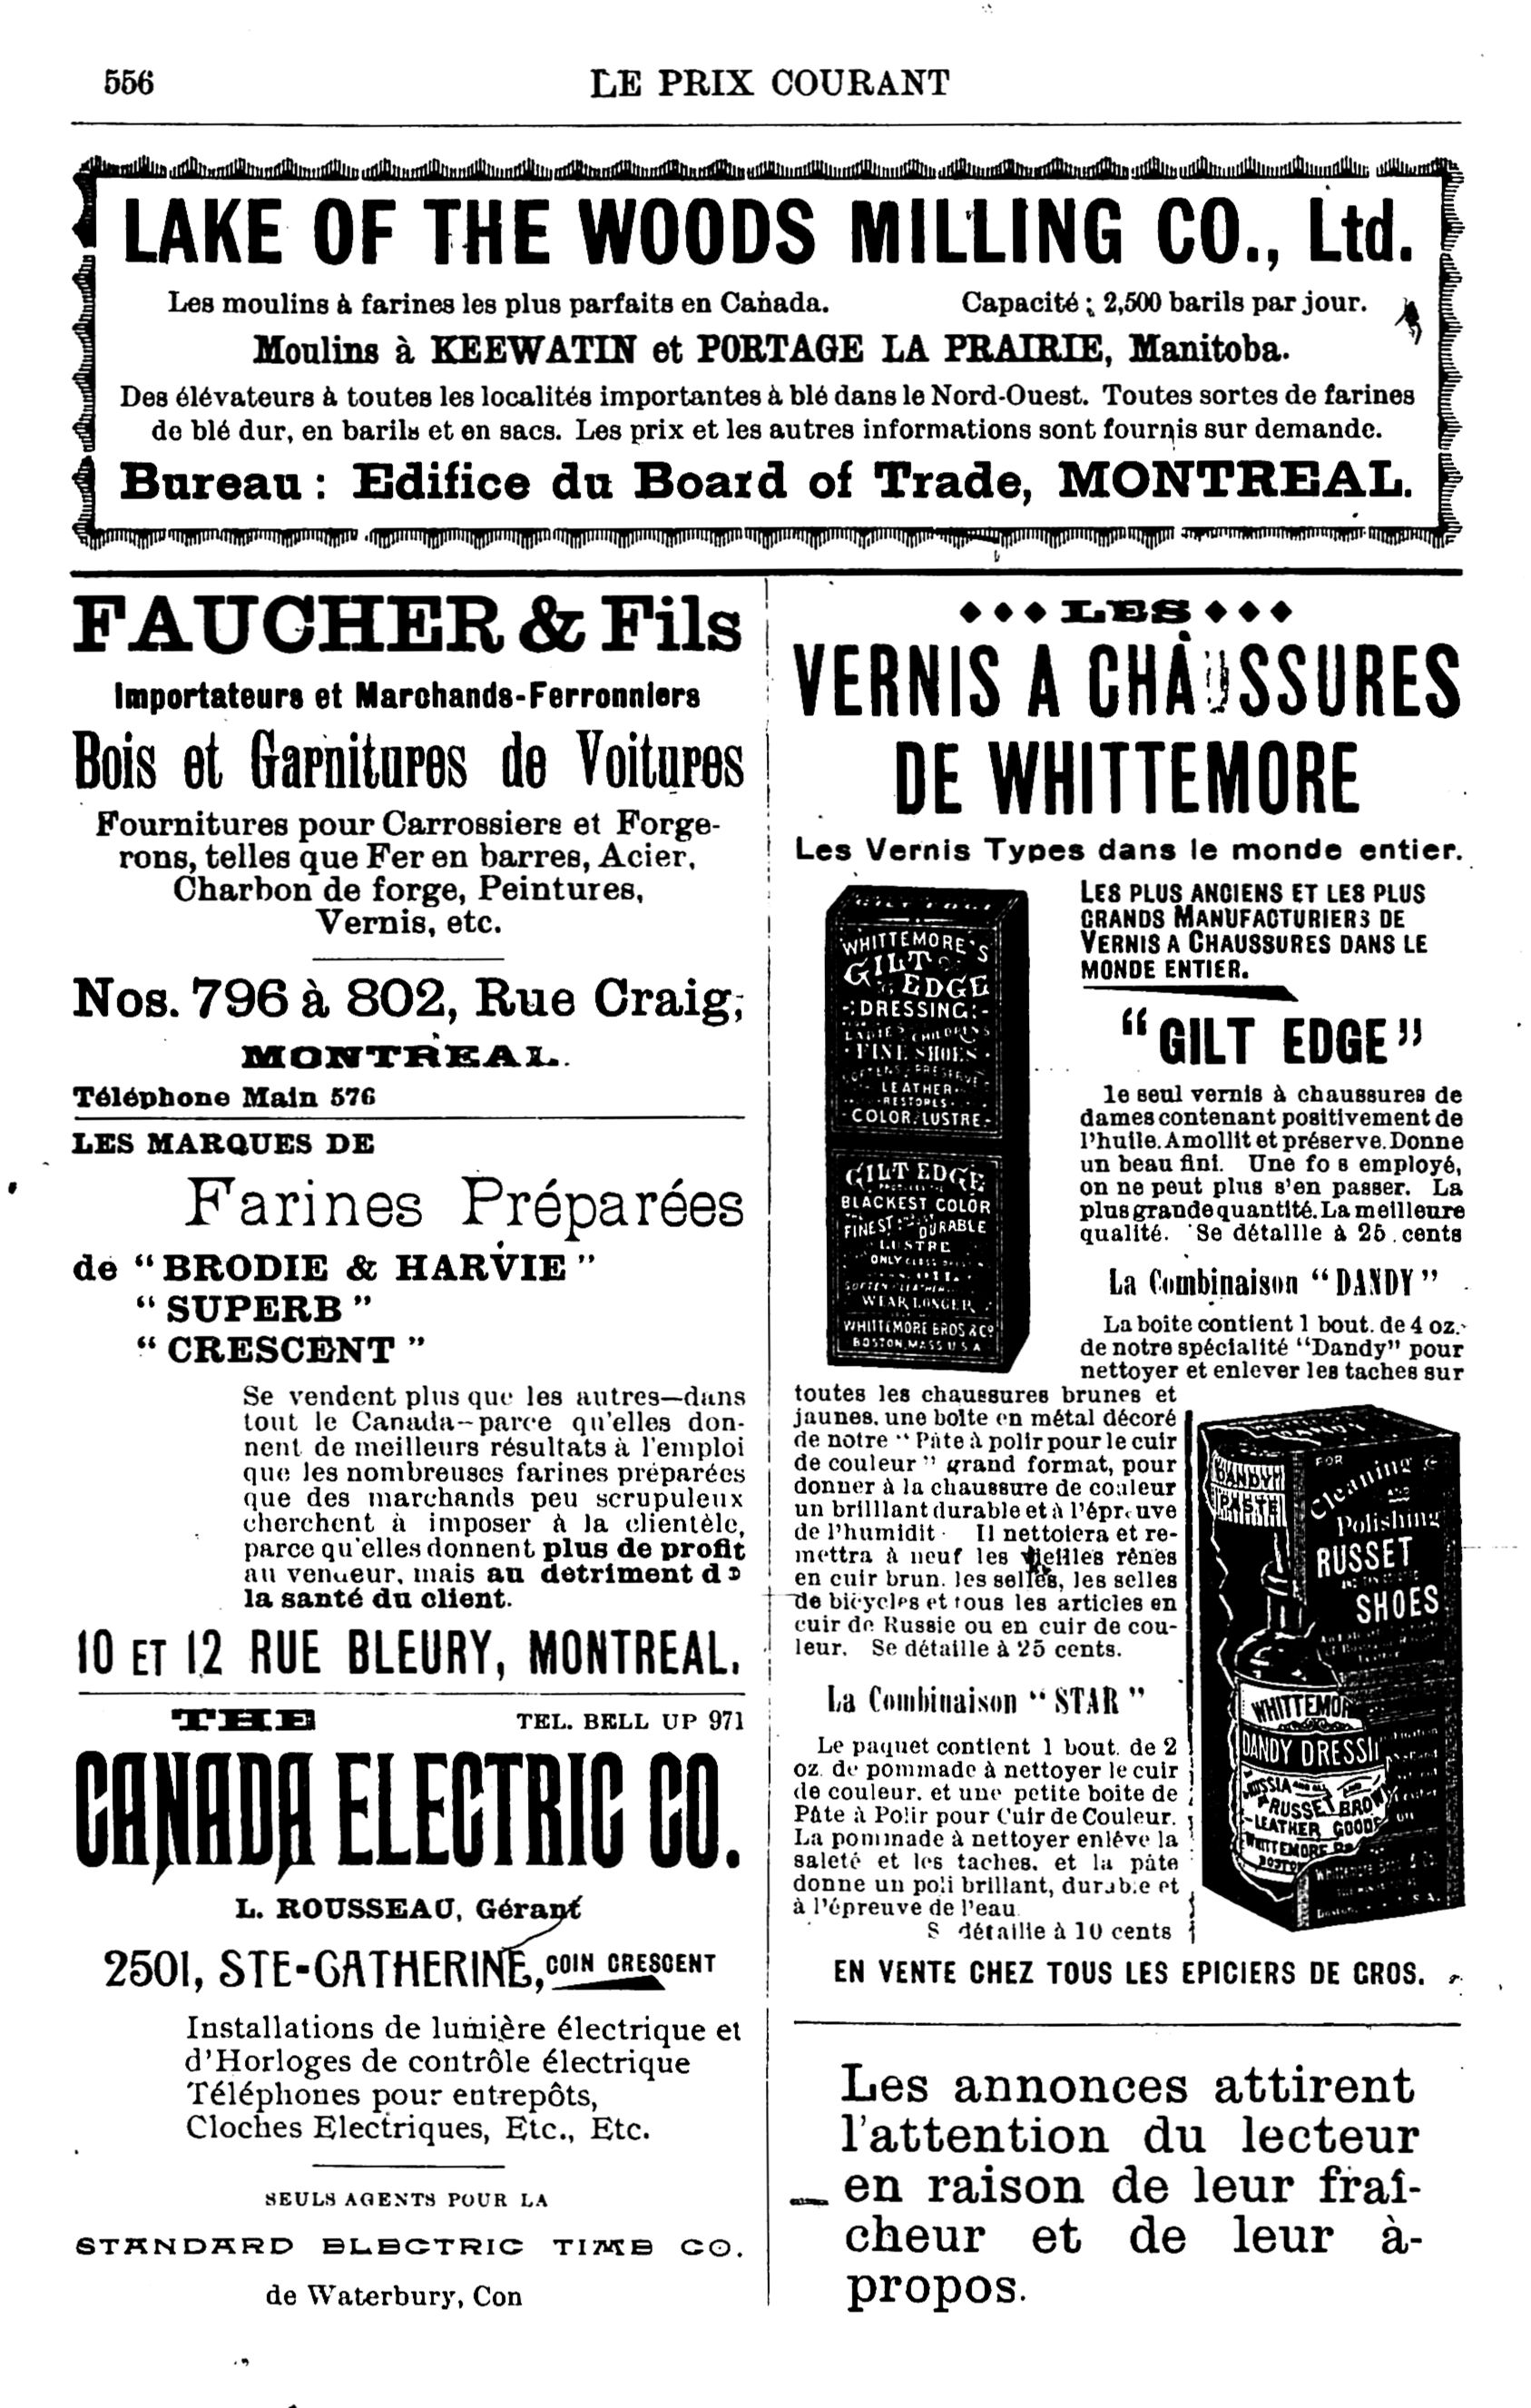 556
LE PRIX COURANT
LAKE OF THE WOODS MILLING CO., Ltd.
Les moulins à farines les plus parfaits en Canada. Capacité : 2,500 barils par jour.
Moulins à KEEWATIN et PORTAGE LA PRAIRIE, Manitoba.
Des élévateurs à toutes les localités importantes à blé dans le Nord-Ouest. Toutes sortes de farines
de blé dur, en barils et en sacs. Les prix et les autres informations sont fournis sur demande.
Bureau : Edifice du Board of Trade, MONTREAL.
FAUCHER & Fils
Importateurs et Marchands-Ferronniers
Bois et Garnitures de Voitures
Fournitures pour Carrossiers et Forge-
rons, telles que Fer en barres, Acier,
Charbon de forge, Peintures,
Vernis, etc.
Nos. 796 à 802, Rue Craig,
MONTREAL.
Téléphone Main 576
LES MARQUES DE
Farines Préparées
de “ BRODIE & HARVIE ”
“ SUPERB ”
“ CRESCENT ”
Se vendent plus que les autres—dans
tout le Canada—parce qu'elles don-
nent de meilleurs résultats à l'emploi
que les nombreuses farines préparées
que des marchands peu scrupuleux
cherchent à imposer à la clientèle,
parce qu'elles donnent plus de profit
au vendeur, mais au detriment de
la santé du client.
10 ET 12 RUE BLEURY, MONTREAL.
THE
TEL. BELL UP 971
CANADA ELECTRIC CO.
L. ROUSSEAU, Gérant
2501, STE-CATHERINE, COIN CRESCENT
Installations de lumière électrique et
d'Horloges de contrôle électrique
Téléphones pour entrepôts,
Cloches Electriques, Etc., Etc.
SEULS AGENTS POUR LA
STANDARD ELECTRIC TIME CO.
de Waterbury, Con
LES
VERNIS A CHAUSSURES
DE WHITTEMORE
Les Vernis Types dans le monde entier.
WHITTEMORE'S
GILT
EDGE
DRESSING
LADIES CHILDRENS
FINE SHOES
SOFTENS PRESERVES
LEATHER
RESTORES
COLOR LUSTRE
GILT EDGE
BLACKEST COLOR
FINEST DURABLE
LUSTRE
WEAR LONGER
WHITTEMORE BROS & CO
BOSTON, MASS U S A
LES PLUS ANCIENS ET LES PLUS
GRANDS MANUFACTURIERS DE
VERNIS A CHAUSSURES DANS LE
MONDE ENTIER.
“GILT EDGE”
le seul vernis à chaussures de
dames contenant positivement de
l'huile. Amollit et préserve. Donne
un beau fini. Une fo s employé,
on ne peut plus s'en passer. La
plus grande quantité. La meilleure
qualité. Se détaille à 25 cents
La Combinaison “DANDY”
La boite contient 1 bout. de 4 oz.
de notre spécialité “Dandy” pour
nettoyer et enlever les taches sur
toutes les chaussures brunes et
jaunes, une boîte en métal décoré
de notre “ Pâte à polir pour le cuir
de couleur ” grand format, pour
donner à la chaussure de couleur
un brilllant durable et à l'épreuve
de l'humidit Il nettoiera et re-
mettra à neuf les vieilles rênes
en cuir brun, les selles, les selles
de bicycles et tous les articles en
cuir de Russie ou en cuir de cou-
leur. Se détaille à 25 cents.
DANDY
PASTE
FOR
Cleaning &
Polishing
RUSSET
SHOES
WHITTEMOR
DANDY DRESSI
RUSSE BROW
LEATHER GOODS
La Combinaison “ STAR ”
Le paquet contient 1 bout. de 2
oz. de pommade à nettoyer le cuir
de couleur, et une petite boite de
Pâte à Polir pour Cuir de Couleur.
La pommade à nettoyer enlève la
saleté et les taches, et la pâte
donne un poli brillant, durable et
à l'épreuve de l'eau
S détaille à 10 cents
EN VENTE CHEZ TOUS LES EPICIERS DE GROS.
Les annonces attirent
l'attention du lecteur
en raison de leur fraî-
cheur et de leur à-
propos.